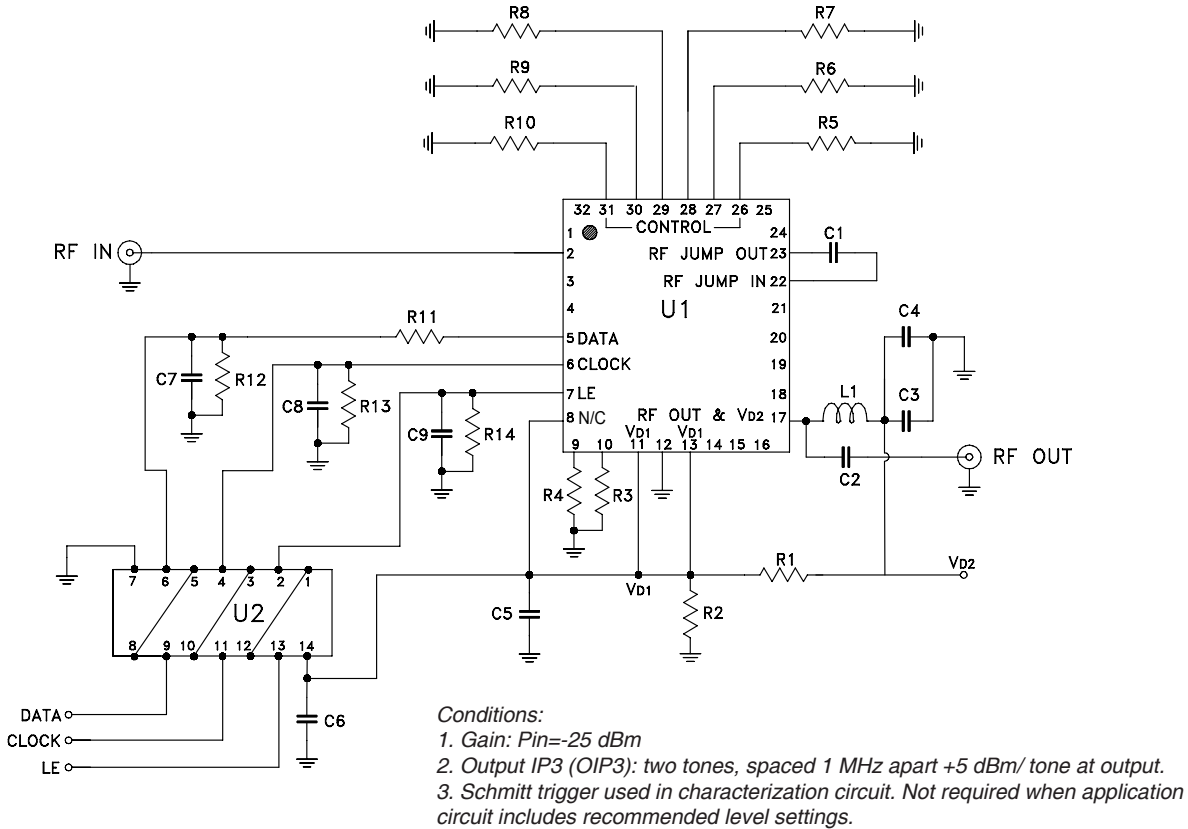 R8
R7
R9
R6
R10
R5
32 31 30 29 28 27 26 25
CONTROL
1
24
RF IN
2
RF JUMP OUT 23
C1
3
RF JUMP IN 22
U1
4
21
R11
5 DATA
20
C4
C7
R12
6 CLOCK
19
C8
R13
7 LE
18
L1
C3
C9
R14
8 N/C
RF OUT & VD2 17
VD1
VD1
9 10 11 12 13 14 15 16
C2
RF OUT
R4
R3
7 6 5 4 3 2 1
R1
VD2
VD1
U2
C5
R2
8 9 10 11 12 13 14
DATA
C6
CLOCK
LE
Conditions:
1. Gain: Pin=-25 dBm
2. Output IP3 (OIP3): two tones, spaced 1 MHz apart +5 dBm/ tone at output.
3. Schmitt trigger used in characterization circuit. Not required when application
circuit includes recommended level settings.